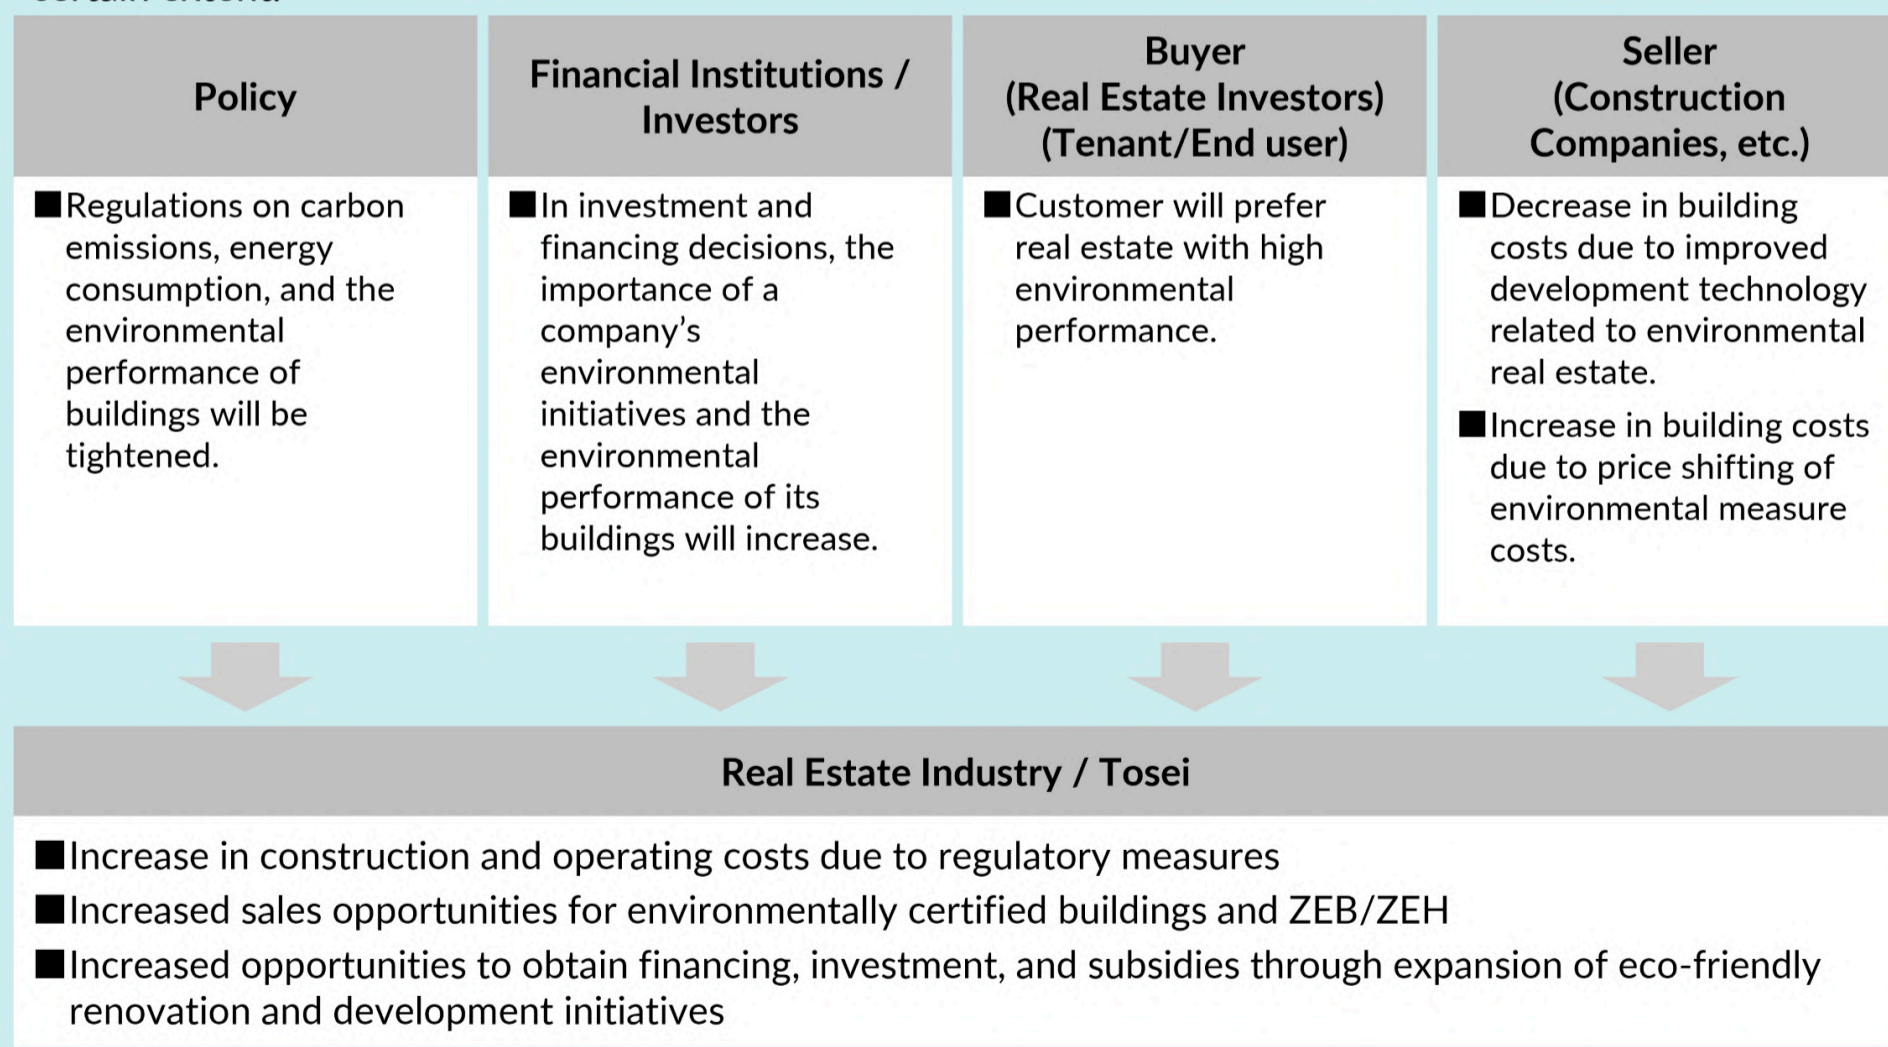 Policy
Financial Institutions /
Investors
Buyer
(Real Estate Investors)
(Tenant/End user)
Seller
(Construction
Companies, etc.)
■Regulations on carbon
emissions, energy
consumption, and the
environmental
performance of
buildings will be
tightened.
■In investment and
financing decisions, the
importance of a
company’s
environmental
initiatives and the
environmental
performance of its
buildings will increase.
■Customer will prefer
real estate with high
environmental
performance.
■Decrease in building
costs due to improved
development technology
related to environmental
real estate.
■Increase in building costs
due to price shifting of
environmental measure
costs.
Real Estate Industry / Tosei
■Increase in construction and operating costs due to regulatory measures
■Increased sales opportunities for environmentally certified buildings and ZEB/ZEH
■Increased opportunities to obtain financing, investment, and subsidies through expansion of eco-friendly
renovation and development initiatives